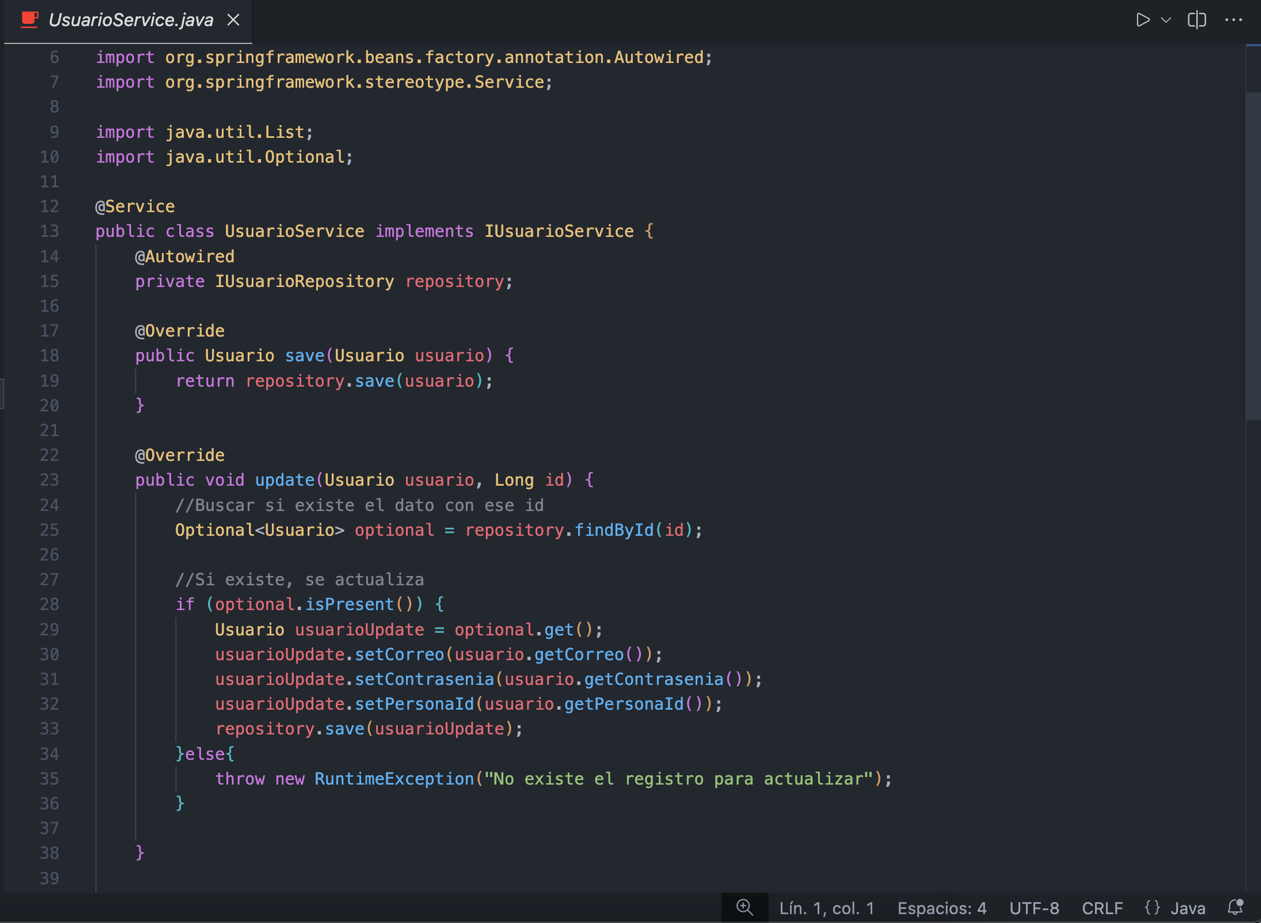 UsuarioService.java
6 import org.springframework.beans.factory.annotation.Autowired;
7 import org.springframework.stereotype.Service;
8
9 import java.util.List;
10 import java.util.Optional;
11
12 @Service
13 public class UsuarioService implements IUsuarioService {
14     @Autowired
15     private IUsuarioRepository repository;
16
17     @Override
18     public Usuario save(Usuario usuario) {
19         return repository.save(usuario);
20     }
21
22     @Override
23     public void update(Usuario usuario, Long id) {
24         //Buscar si existe el dato con ese id
25         Optional<Usuario> optional = repository.findById(id);
26
27         //Si existe, se actualiza
28         if (optional.isPresent()) {
29             Usuario usuarioUpdate = optional.get();
30             usuarioUpdate.setCorreo(usuario.getCorreo());
31             usuarioUpdate.setContrasenia(usuario.getContrasenia());
32             usuarioUpdate.setPersonaId(usuario.getPersonaId());
33             repository.save(usuarioUpdate);
34         }else{
35             throw new RuntimeException("No existe el registro para actualizar");
36         }
37
38     }
39
Lín. 1, col. 1 Espacios: 4 UTF-8 CRLF {} Java